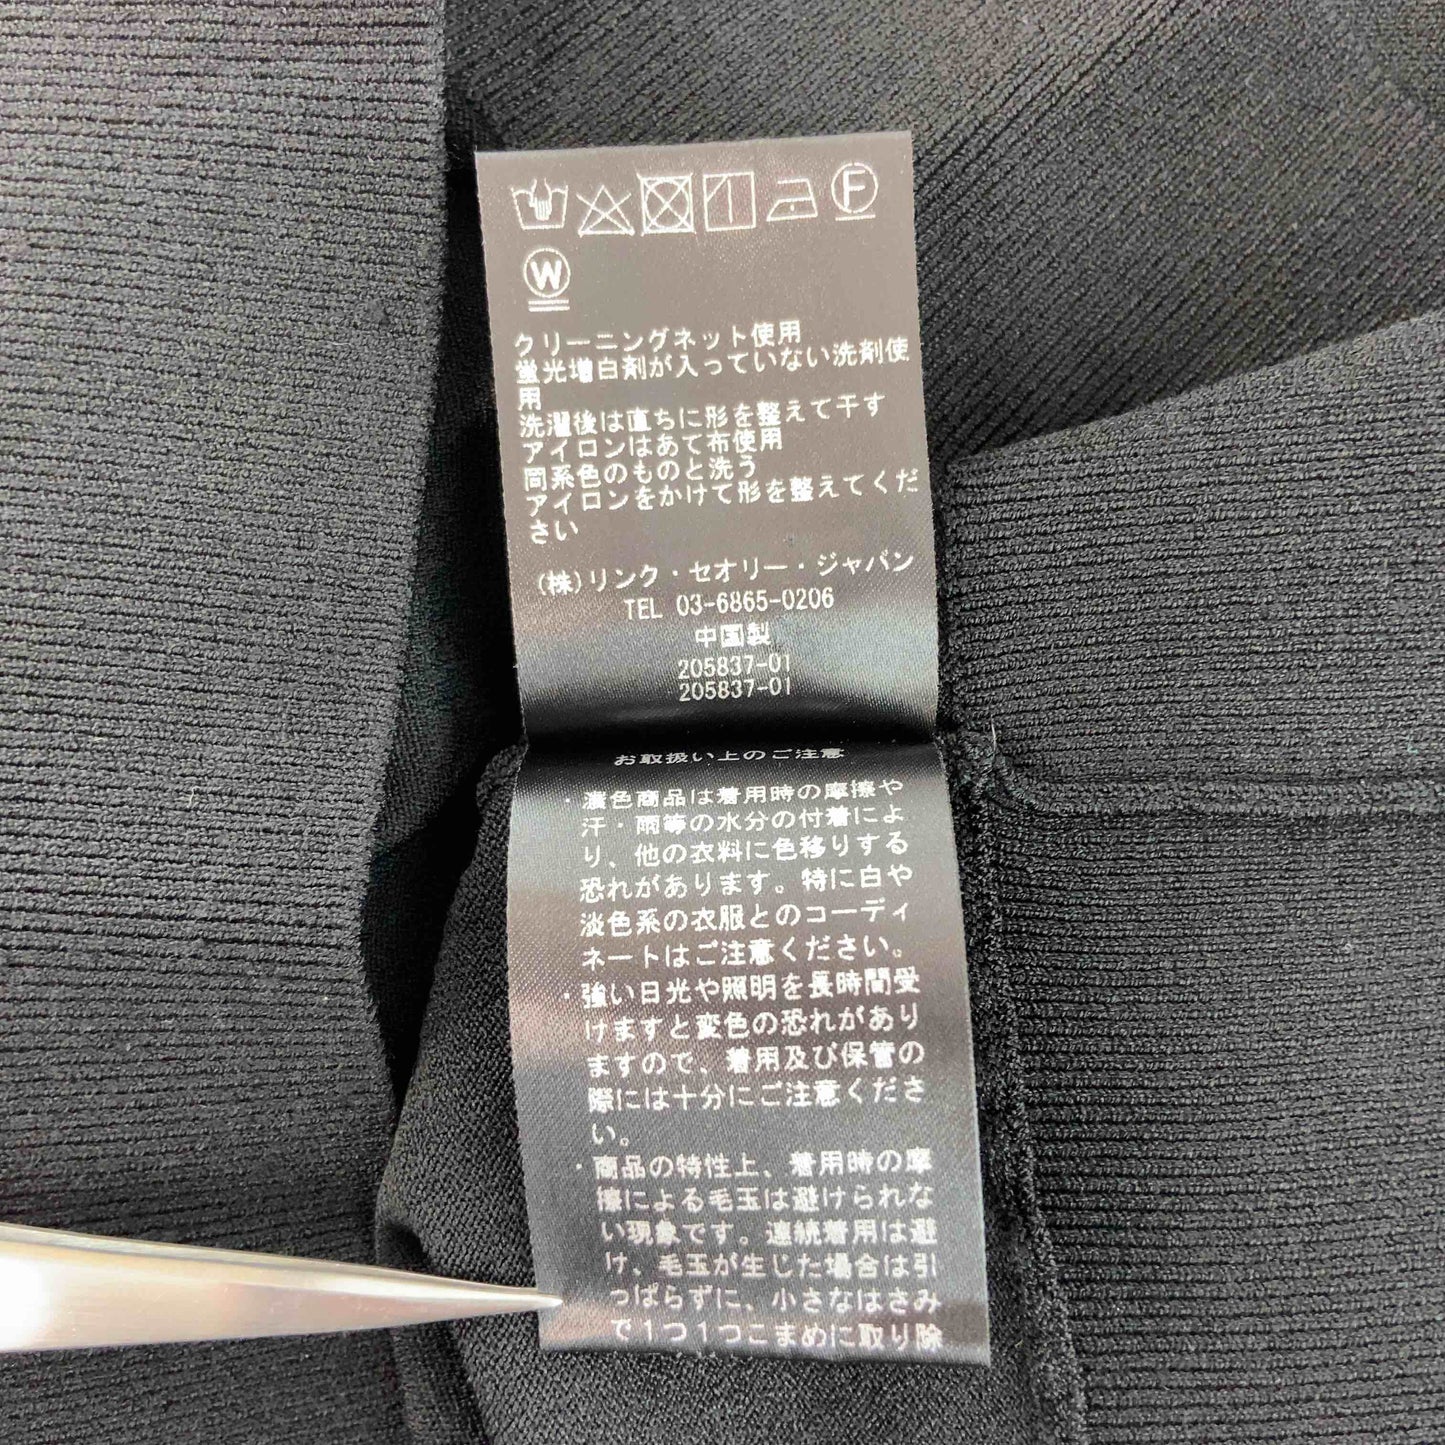 F
W
クリーニングネット使用
蛍光増白剤が入っていない洗剤使
用
洗濯後は直ちに形を整えて干す
アイロンはあて布使用
同系色のものと洗う
アイロンをかけて形を整えてくだ
さい
(株)リンク・セオリー・ジャパン
TEL 03-6865-0206
中国製
205837-01
205837-01
お取扱い上のご注意
・濃色商品は着用時の摩擦や
汗・雨等の水分の付着によ
り、他の衣料に色移りする
恐れがあります。特に白や
淡色系の衣服とのコーディ
ネートはご注意ください。
・強い日光や照明を長時間受
けますと変色の恐れがあり
ますので、着用及び保管の
際には十分にご注意くださ
い。
・商品の特性上、着用時の摩
擦による毛玉は避けられな
い現象です。連続着用は避
け、毛玉が生じた場合は引
っぱらずに、小さなはさみ
で1つ1つこまめに取り除